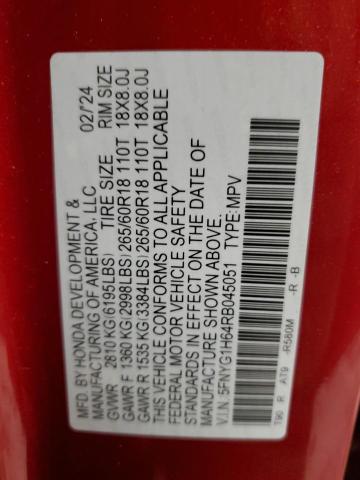 MFD. BY HONDA DEVELOPMENT & 02/'24
MANUFACTURING OF AMERICA, LLC
GVWR 2810 KG(6195LBS) TIRE SIZE RIM SIZE
GAWR F 1360 KG(2998LBS) 265/60R18 110T 18X8.0J
GAWR R 1535 KG(3384LBS) 265/60R18 110T 18X8.0J
THIS VEHICLE CONFORMS TO ALL APPLICABLE
FEDERAL MOTOR VEHICLE SAFETY
STANDARDS IN EFFECT ON THE DATE OF
MANUFACTURE SHOWN ABOVE.
V.I.N. 5FNYG1H64RB045051 TYPE: MPV
T90 R AT9 -R580M -R -B